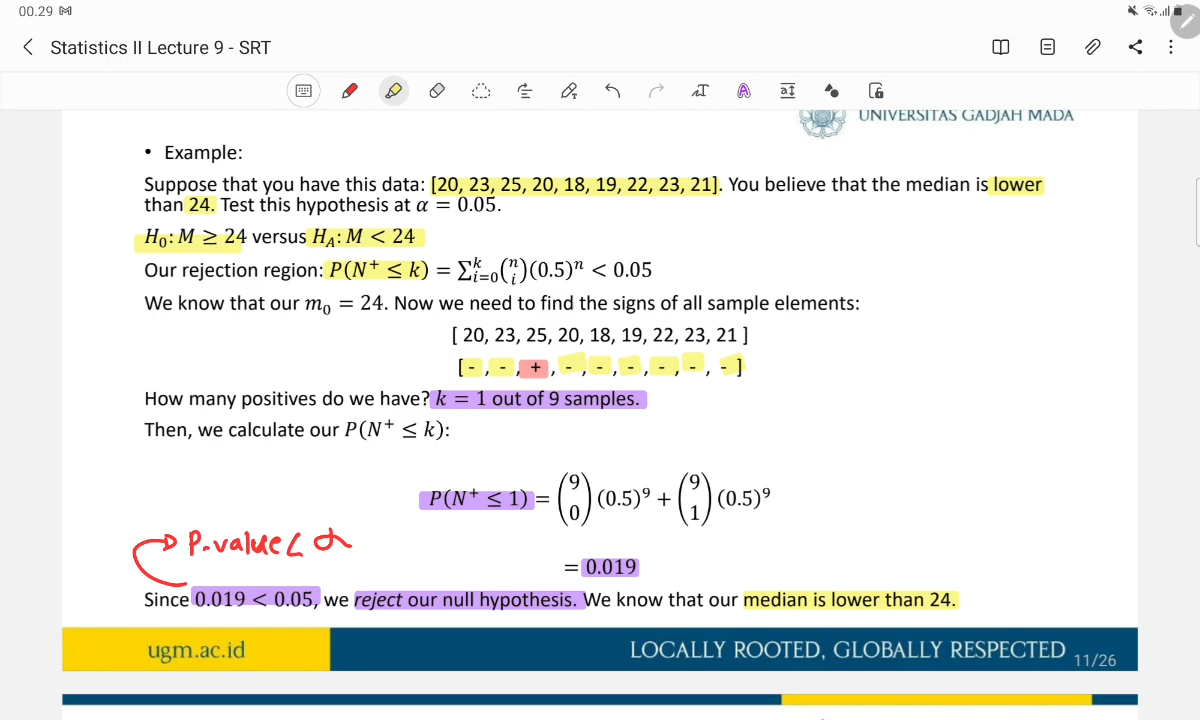 00.29
Statistics II Lecture 9 - SRT
UNIVERSITAS GADJAH MADA
• Example:
Suppose that you have this data: [20, 23, 25, 20, 18, 19, 22, 23, 21]. You believe that the median is lower
than 24. Test this hypothesis at α = 0.05.
H₀: M ≥ 24 versus H_A: M < 24
Our rejection region: P(N⁺ ≤ k) = ∑ᵏᵢ₌₀(ⁿᵢ)(0.5)ⁿ < 0.05
We know that our m₀ = 24. Now we need to find the signs of all sample elements:
[ 20, 23, 25, 20, 18, 19, 22, 23, 21 ]
[ - , - , + , - , - , - , - , - , - ]
How many positives do we have? k = 1 out of 9 samples.
Then, we calculate our P(N⁺ ≤ k):
P(N⁺ ≤ 1) = (9 0) (0.5)⁹ + (9 1) (0.5)⁹
P.value < α
= 0.019
Since 0.019 < 0.05, we reject our null hypothesis. We know that our median is lower than 24.
ugm.ac.id
LOCALLY ROOTED, GLOBALLY RESPECTED
11/26